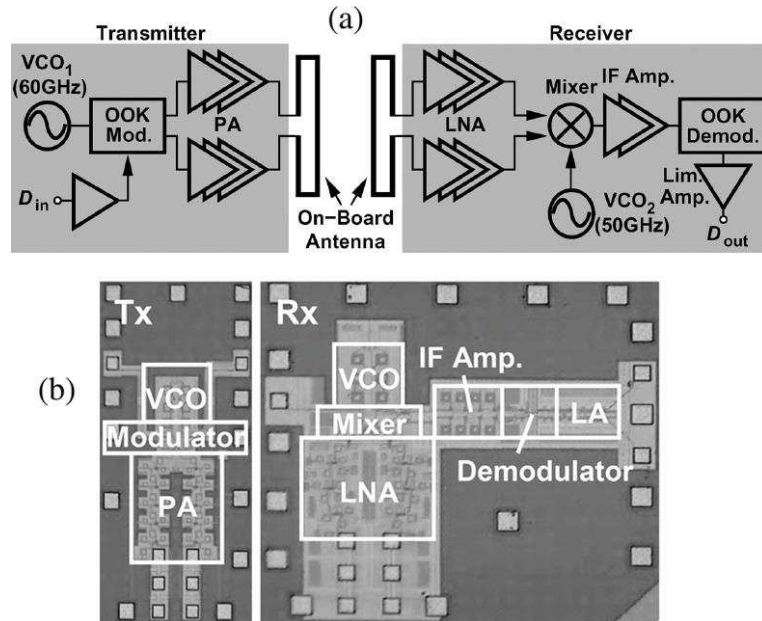 (a)
Transmitter
Receiver
VCO1
(60GHz)
OOK
Mod.
PA
Din
On-Board
Antenna
LNA
Mixer
IF Amp.
OOK
Demod.
VCO2
(50GHz)
Lim.
Amp.
Dout
(b)
Tx
VCO
Modulator
PA
Rx
VCO
IF Amp.
Mixer
LA
Demodulator
LNA